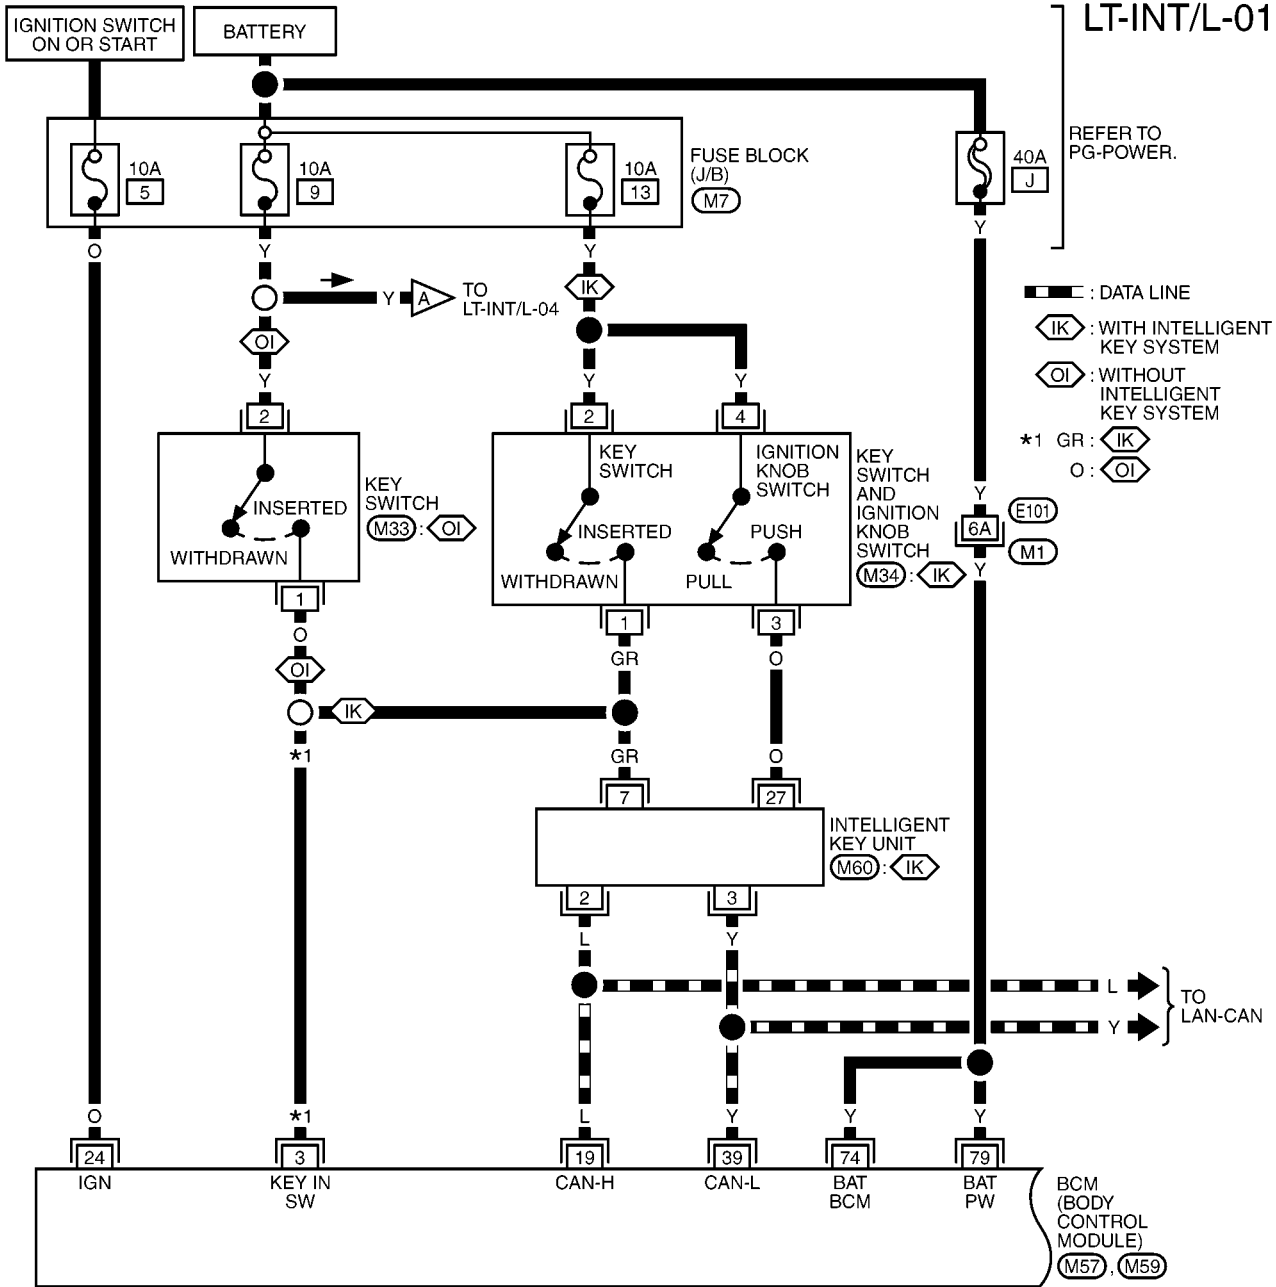 LT-INT/L-01
IGNITION SWITCH
ON OR START
BATTERY
REFER TO
PG-POWER.
10A
5
10A
9
10A
13
FUSE BLOCK
(J/B)
M7
40A
J
O
Y
Y
Y
Y
A
TO
LT-INT/L-04
IK
OI
Y
Y
Y
: DATA LINE
IK
: WITH INTELLIGENT
KEY SYSTEM
OI
: WITHOUT
INTELLIGENT
KEY SYSTEM
*1 GR : IK
O : OI
2
2
4
INSERTED
WITHDRAWN
KEY
SWITCH
M33 : OI
KEY
SWITCH
INSERTED
WITHDRAWN
IGNITION
KNOB
SWITCH
PUSH
PULL
KEY
SWITCH
AND
IGNITION
KNOB
SWITCH
M34 : IK
Y
6A
E101
M1
Y
1
O
OI
1
GR
3
O
IK
*1
GR
O
7
27
INTELLIGENT
KEY UNIT
M60 : IK
2
3
L
Y
L
Y
TO
LAN-CAN
O
*1
L
Y
Y
Y
24
3
19
39
74
79
IGN
KEY IN
SW
CAN-H
CAN-L
BAT
BCM
BAT
PW
BCM
(BODY
CONTROL
MODULE)
M57 , M59